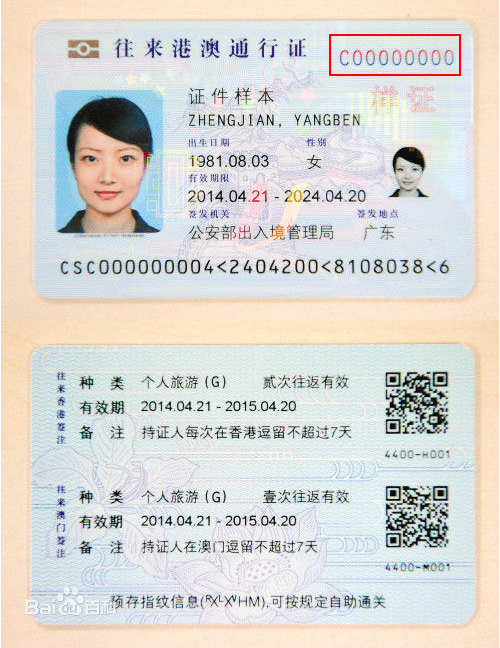 往来港澳通行证
C00000000
样证
证件样本
ZHENGJIAN, YANGBEN
出生日期 性别
1981.08.03 女
有效期限
2014.04.21 - 2024.04.20
签发机关 签发地点
公安部出入境管理局 广东
CSC000000004<2404200<8108038<6
往来香港签注
种 类 个人旅游(G) 贰次往返有效
有效期 2014.04.21 - 2015.04.20
备 注 持证人每次在香港逗留不超过7天
4400-H001
往来澳门签注
种 类 个人旅游(G) 壹次往返有效
有效期 2014.04.21 - 2015.04.20
备 注 持证人在澳门逗留不超过7天
4400-M001
预存指纹信息(),可按规定自助通关
Bai百科